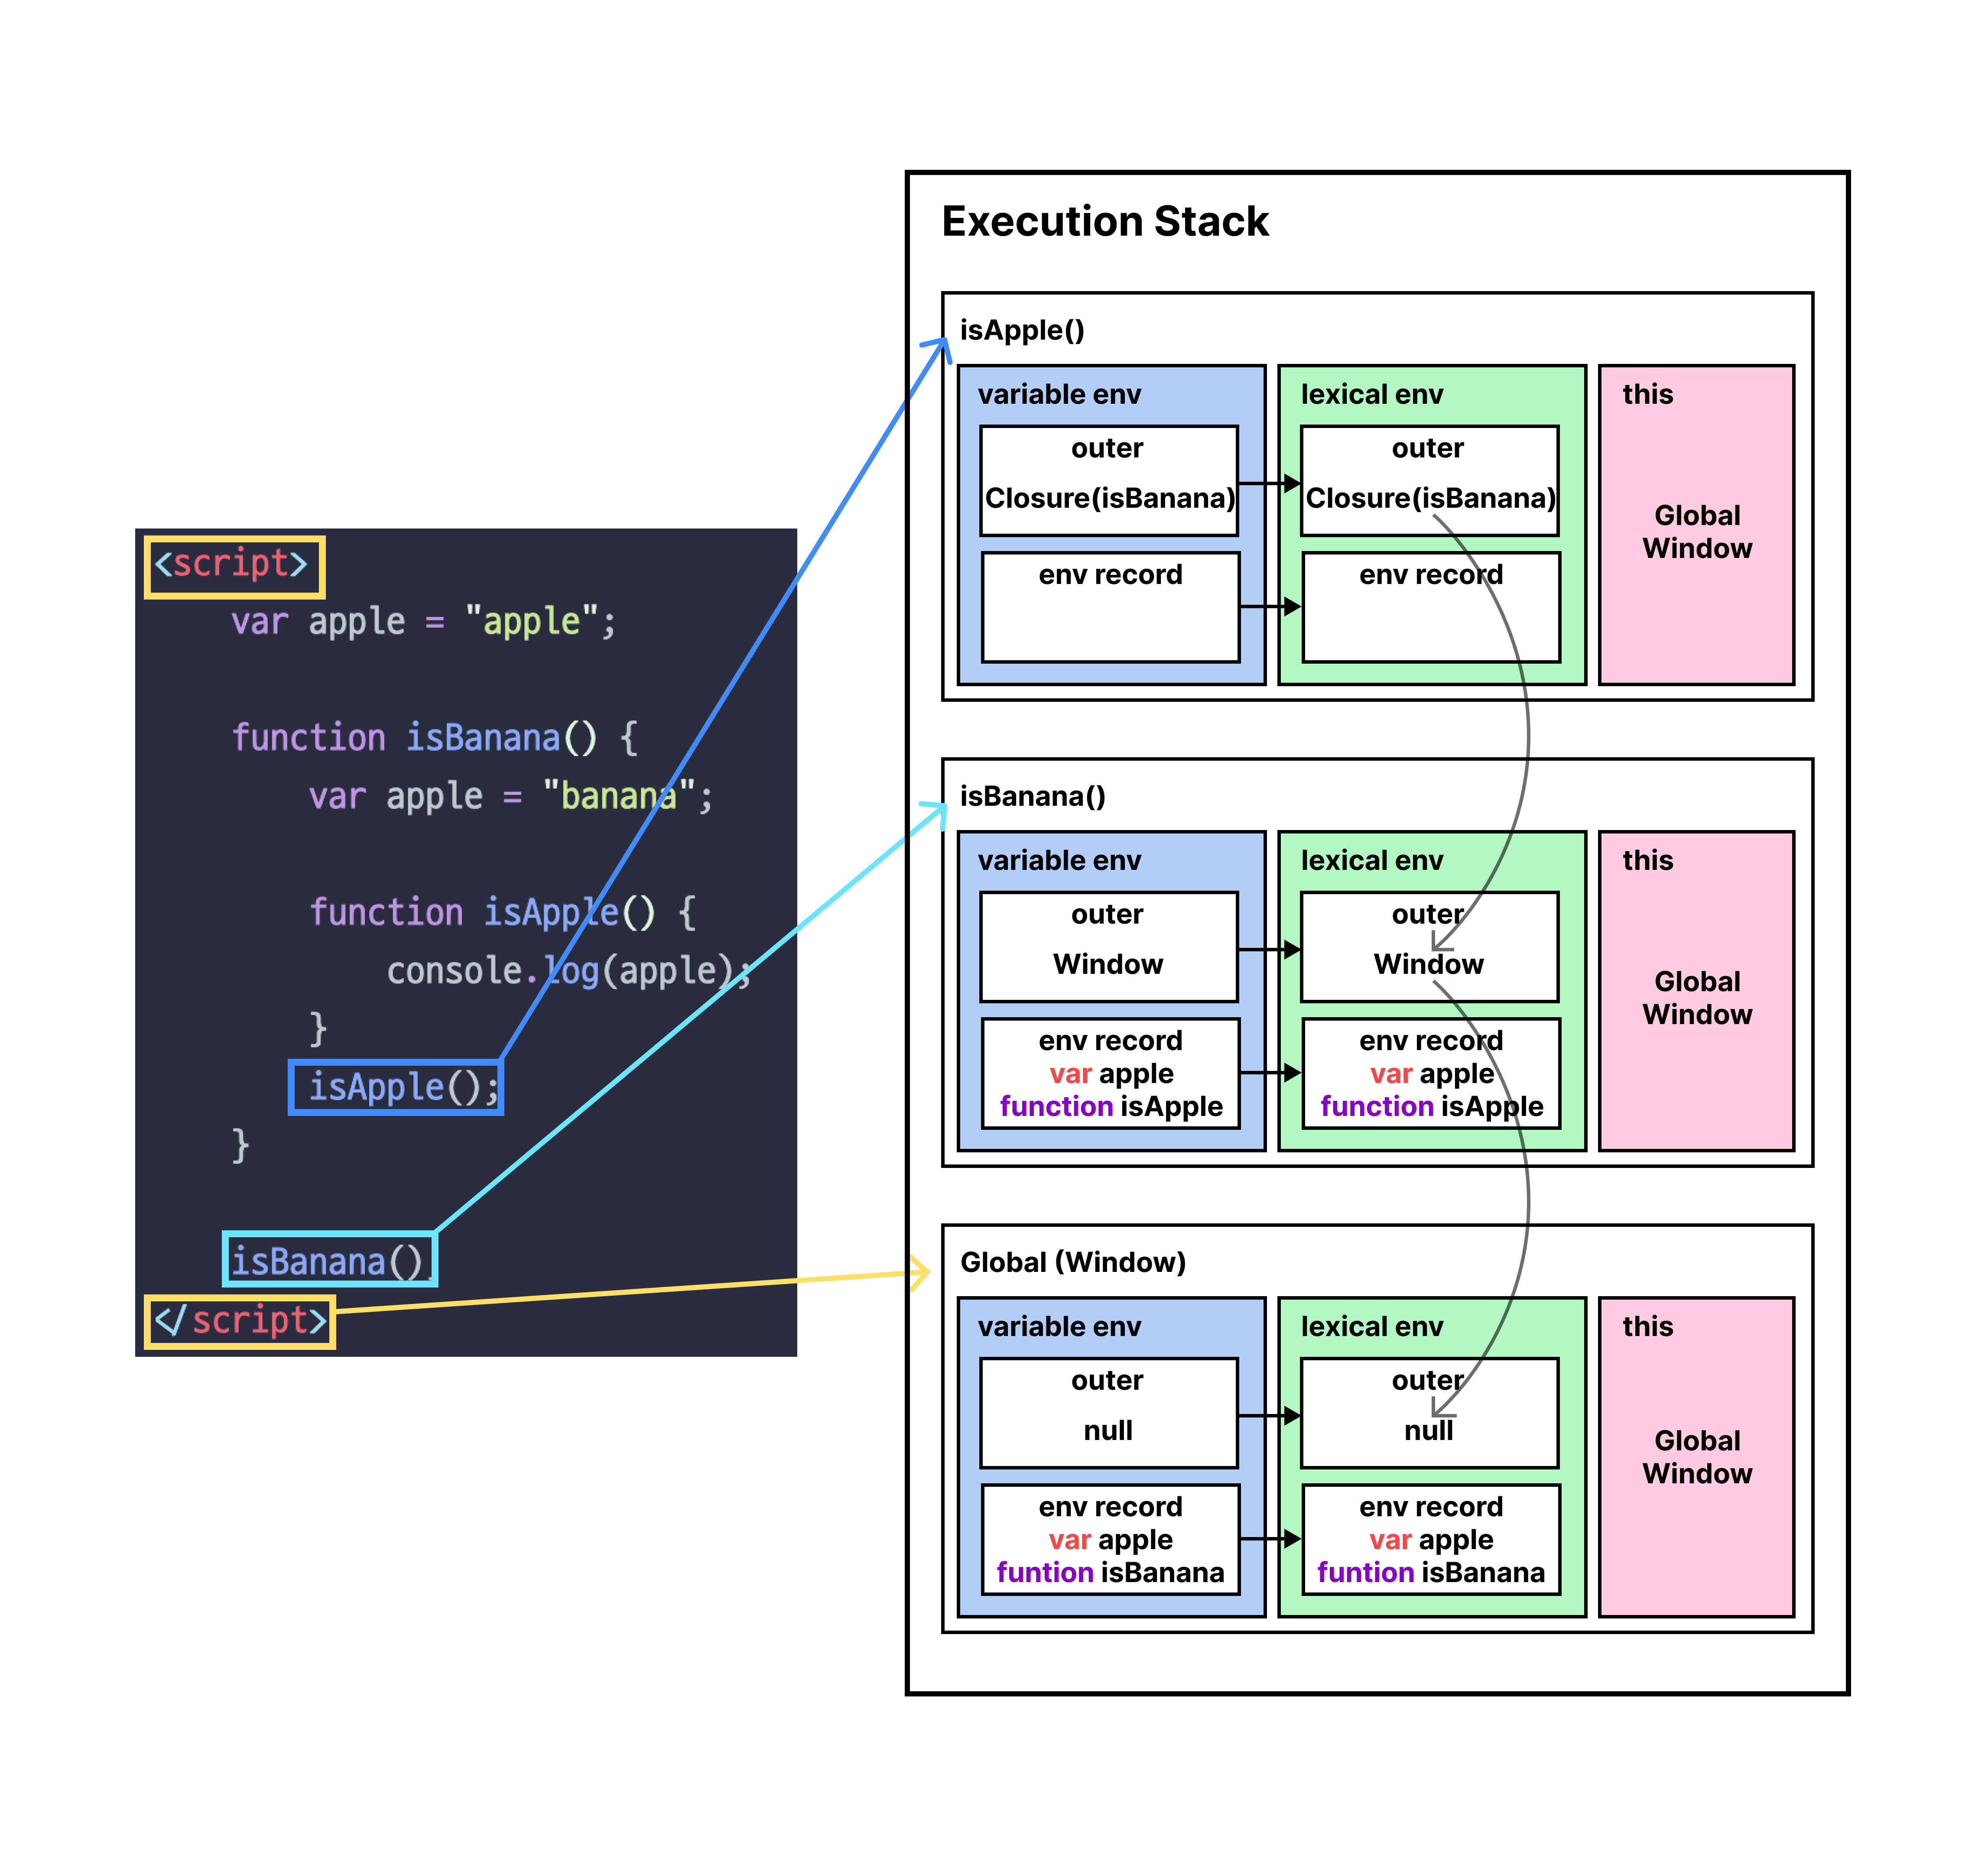 <script>
var apple = "apple";
function isBanana() {
var apple = "banana";
function isApple() {
console.log(apple);
}
isApple();
}
isBanana()
</script>
Execution Stack
isApple()
variable env
outer
Closure(isBanana)
env record
lexical env
outer
Closure(isBanana)
env record
this
Global
Window
isBanana()
variable env
outer
Window
env record
var apple
function isApple
lexical env
outer
Window
env record
var apple
function isApple
this
Global
Window
Global (Window)
variable env
outer
null
env record
var apple
funtion isBanana
lexical env
outer
null
env record
var apple
funtion isBanana
this
Global
Window